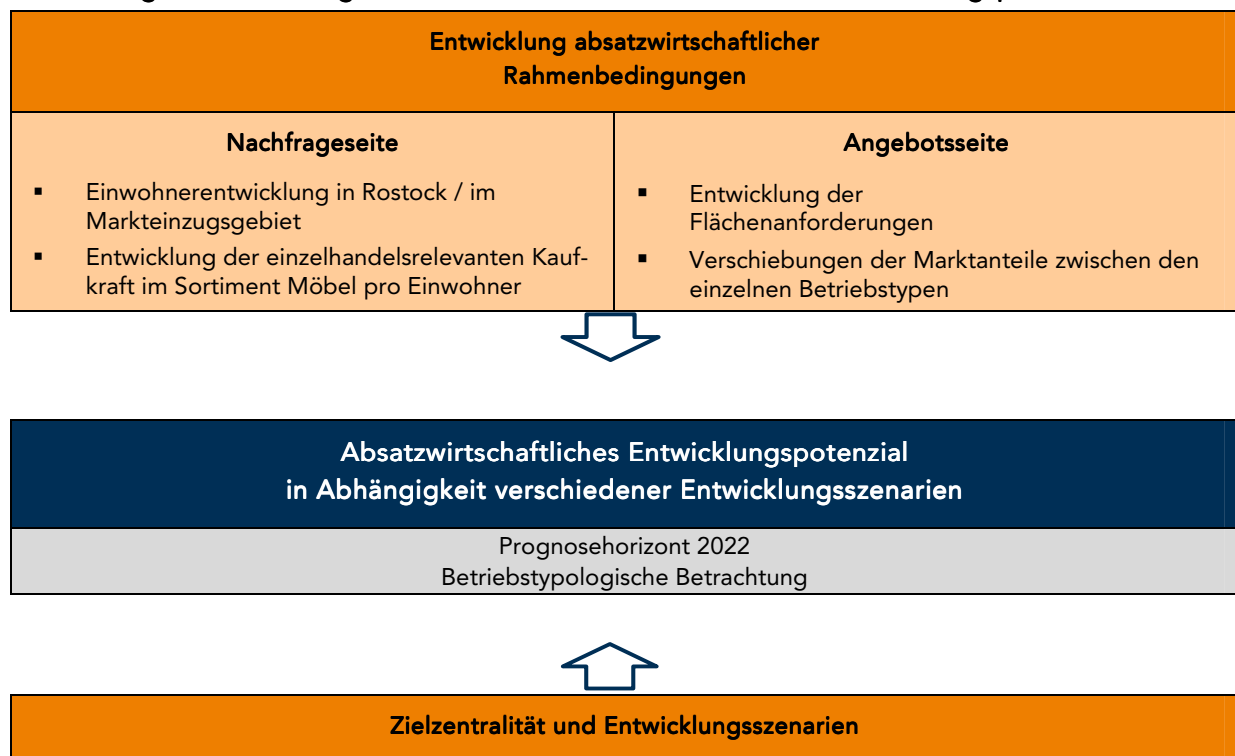 Entwicklung absatzwirtschaftlicher
Rahmenbedingungen
Nachfrageseite
▪ Einwohnerentwicklung in Rostock / im
Markteinzugsgebiet
▪ Entwicklung der einzelhandelsrelevanten Kauf-
kraft im Sortiment Möbel pro Einwohner
Angebotsseite
▪ Entwicklung der
Flächenanforderungen
▪ Verschiebungen der Marktanteile zwischen den
einzelnen Betriebstypen
Absatzwirtschaftliches Entwicklungspotenzial
in Abhängigkeit verschiedener Entwicklungsszenarien
Prognosehorizont 2022
Betriebstypologische Betrachtung
Zielzentralität und Entwicklungsszenarien